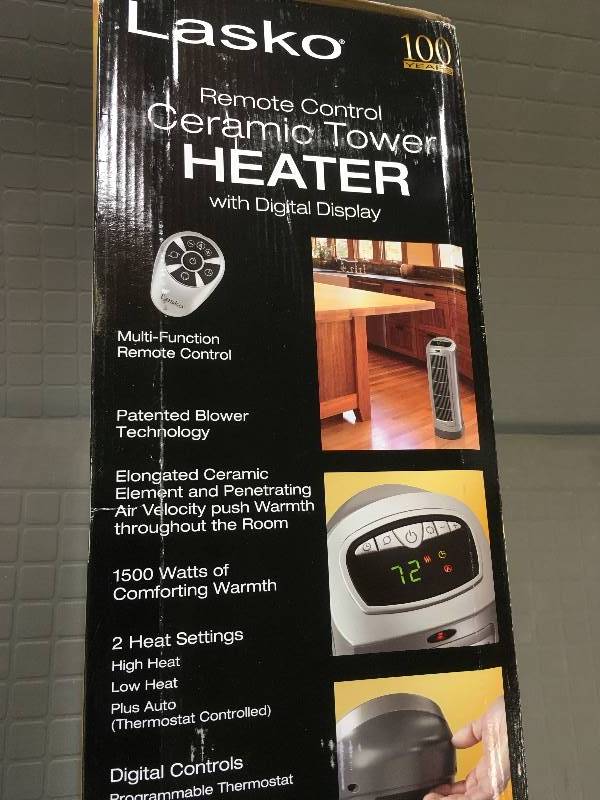 Lasko®
100
YEARS
Remote Control
Ceramic Tower
HEATER
with Digital Display
Lasko
Multi-Function
Remote Control
Patented Blower
Technology
Elongated Ceramic
Element and Penetrating
Air Velocity push Warmth
throughout the Room
72
1500 Watts of
Comforting Warmth
2 Heat Settings
High Heat
Low Heat
Plus Auto
(Thermostat Controlled)
Digital Controls
Programmable Thermostat